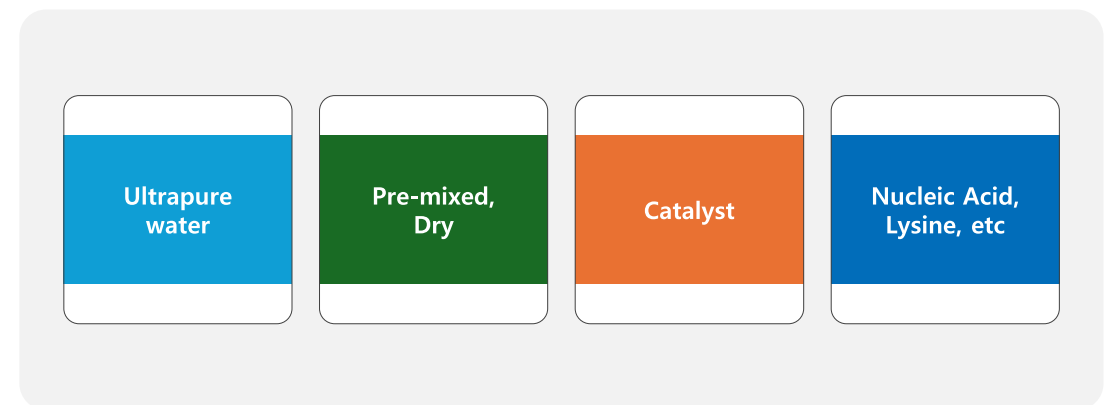 Ultrapure
water
Pre-mixed,
Dry
Catalyst
Nucleic Acid,
Lysine, etc